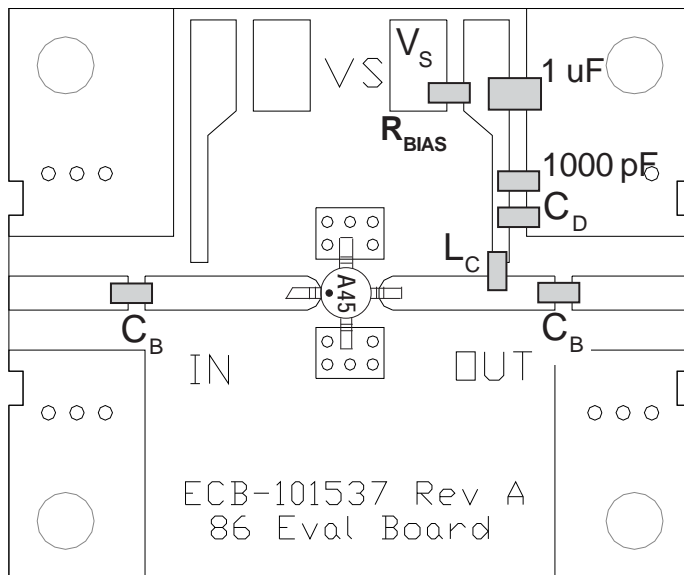 VS
VS
1 uF
RBIAS
1000 pF
CD
LC
A45
CB
CB
IN
OUT
ECB-101537 Rev A
86 Eval Board